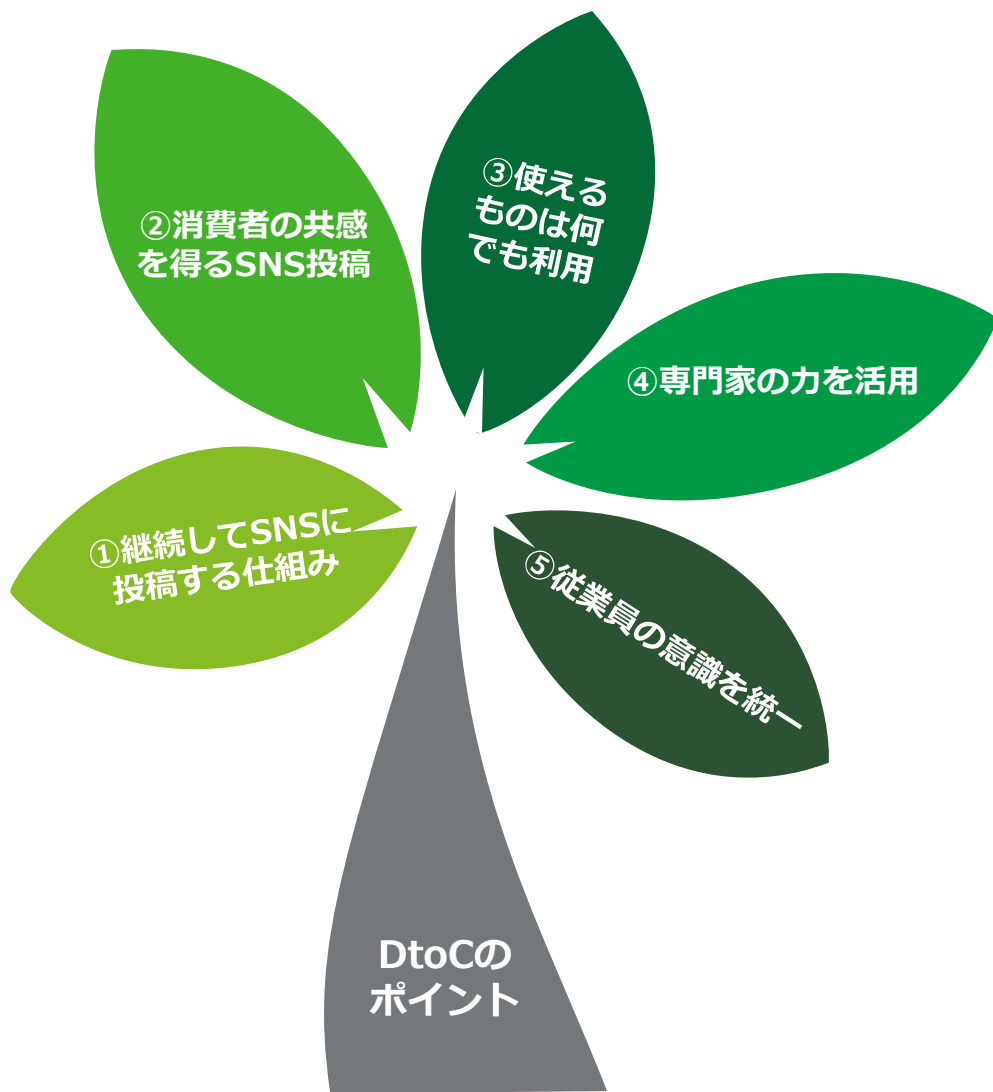 ①継続してSNSに
投稿する仕組み
②消費者の共感
を得るSNS投稿
③使える
ものは何
でも利用
④専門家の力を活用
⑤従業員の意識を統一
DtoCの
ポイント